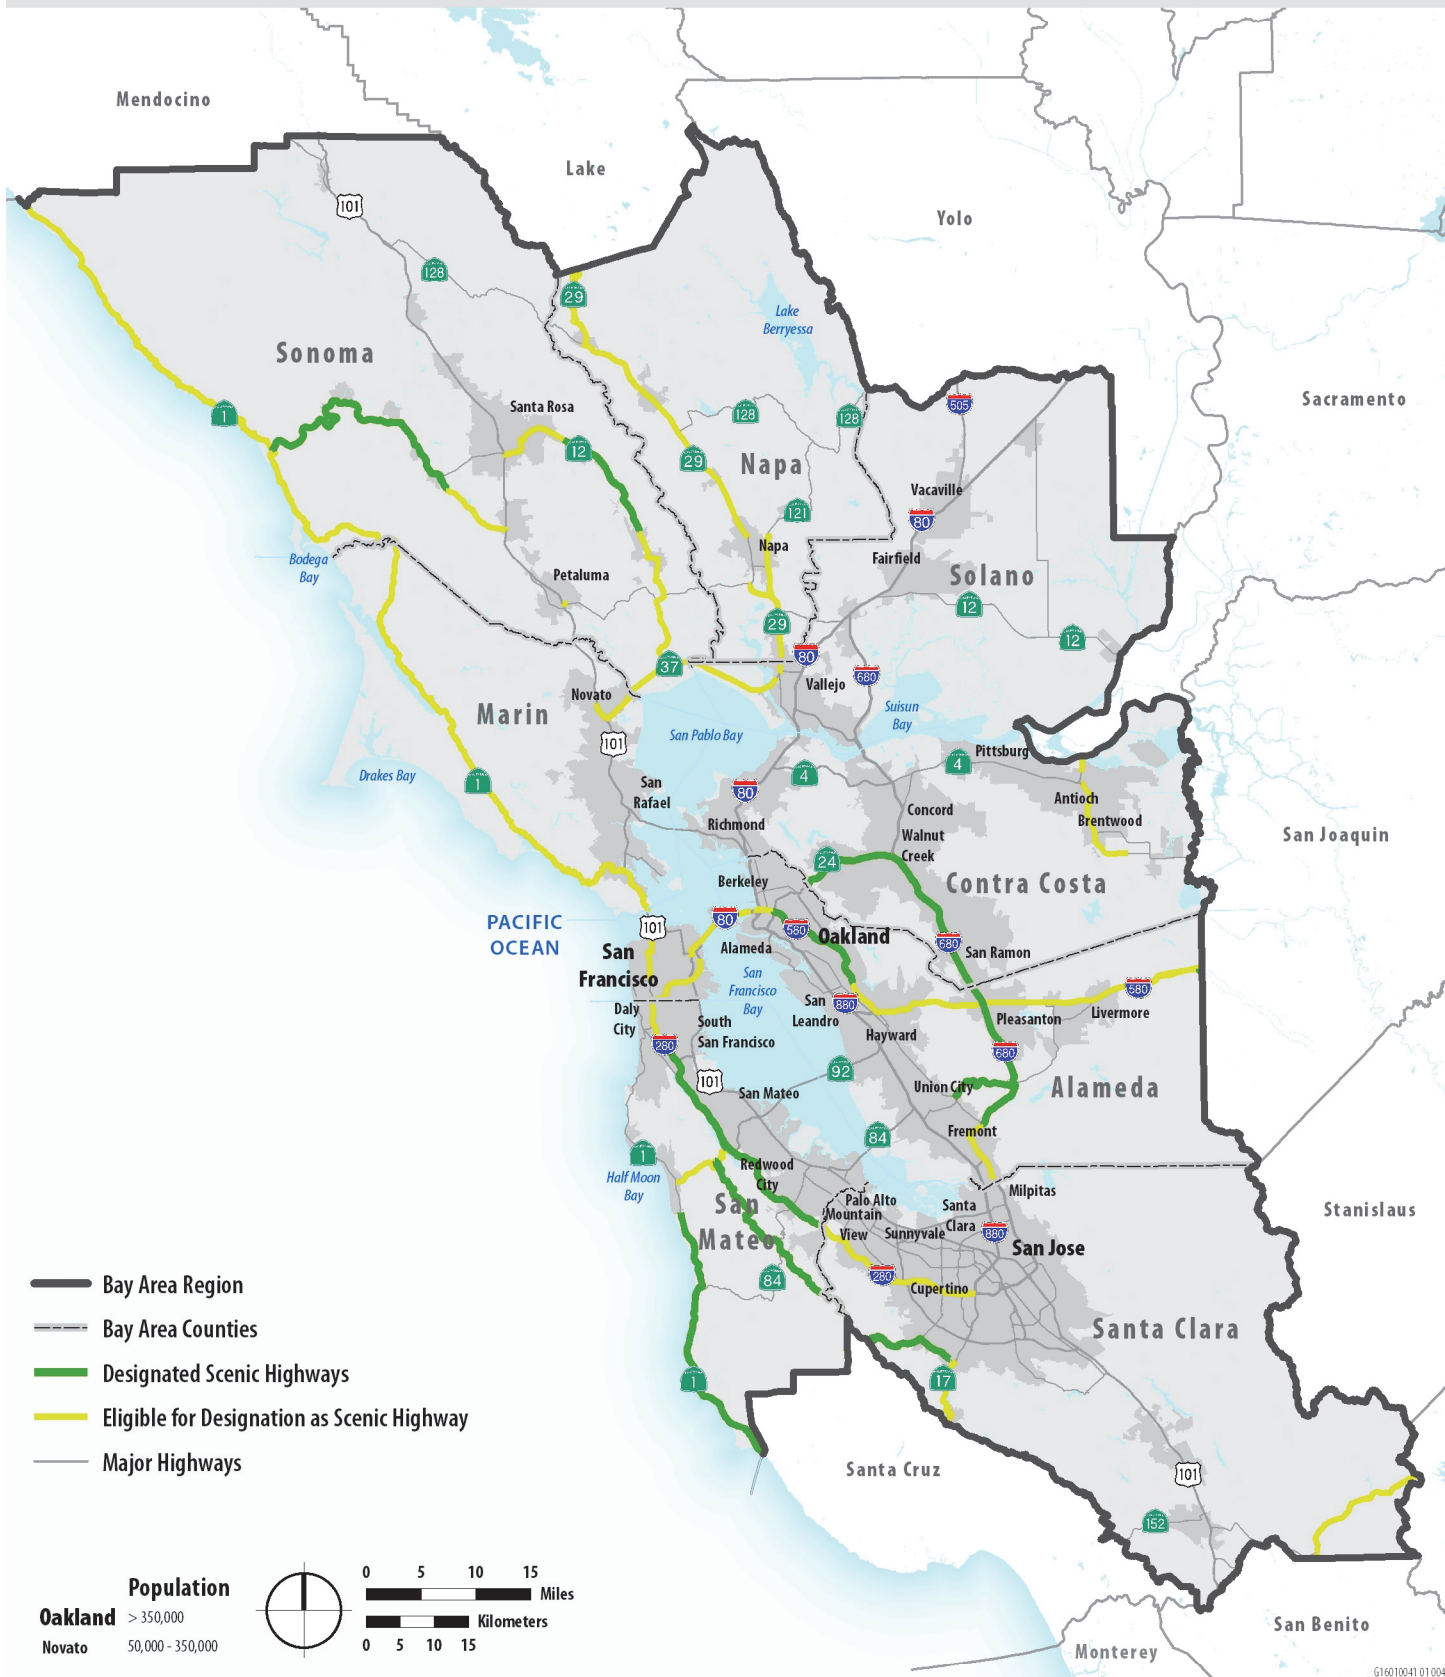 Mendocino
Lake
Yolo
101
128
29
Lake
Berryessa
Sonoma
Sacramento
1
Santa Rosa
128
128
505
12
29
Napa
Vacaville
80
121
Napa
Fairfield
Solano
Bodega
Bay
Petaluma
12
29
12
37
80
680
Vallejo
Novato
Marin
Suisun
Bay
101
San Pablo Bay
Pittsburg
4
4
Drakes Bay
1
San
Rafael
80
Antioch
Concord
Brentwood
Richmond
Walnut
Creek
San Joaquin
24
Berkeley
Contra Costa
PACIFIC
OCEAN
101
80
580
Oakland
680
San
Francisco
Alameda
San Ramon
San
Francisco
Bay
580
Daly
City
San
Leandro
880
Pleasanton
Livermore
South
San Francisco
Hayward
280
680
101
92
Union City
Alameda
San Mateo
84
Fremont
1
Half Moon
Bay
Redwood
City
Milpitas
San
Mateo
Palo Alto
Mountain
View
Santa
Clara
Sunnyvale
880
San Jose
Stanislaus
84
280
Cupertino
Santa Clara
1
17
Santa Cruz
101
152
San Benito
Monterey
Bay Area Region
Bay Area Counties
Designated Scenic Highways
Eligible for Designation as Scenic Highway
Major Highways
Population
Oakland > 350,000
Novato 50,000 - 350,000
0 5 10 15
Miles
Kilometers
0 5 10 15